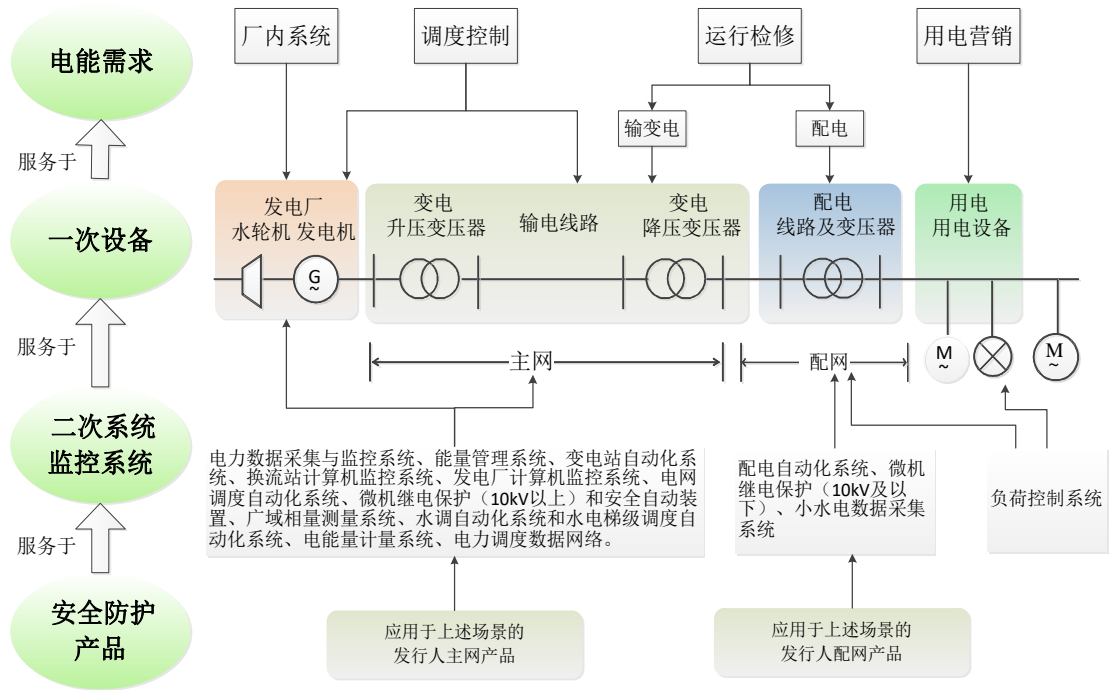 电能需求
服务于
一次设备
服务于
二次系统
监控系统
服务于
安全防护
产品
厂内系统
调度控制
运行检修
用电营销
输变电
配电
发电厂
水轮机 发电机
变电
升压变压器
输电线路
变电
降压变压器
配电
线路及变压器
用电
用电设备
G
~
M
~
M
~
主网
配网
电力数据采集与监控系统、能量管理系统、变电站自动化系
统、换流站计算机监控系统、发电厂计算机监控系统、电网
调度自动化系统、微机继电保护（10kV以上）和安全自动装
置、广域相量测量系统、水调自动化系统和水电梯级调度自
动化系统、电能量计量系统、电力调度数据网络。
配电自动化系统、微机
继电保护（10kV及以
下）、小水电数据采集
系统
负荷控制系统
应用于上述场景的
发行人主网产品
应用于上述场景的
发行人配网产品